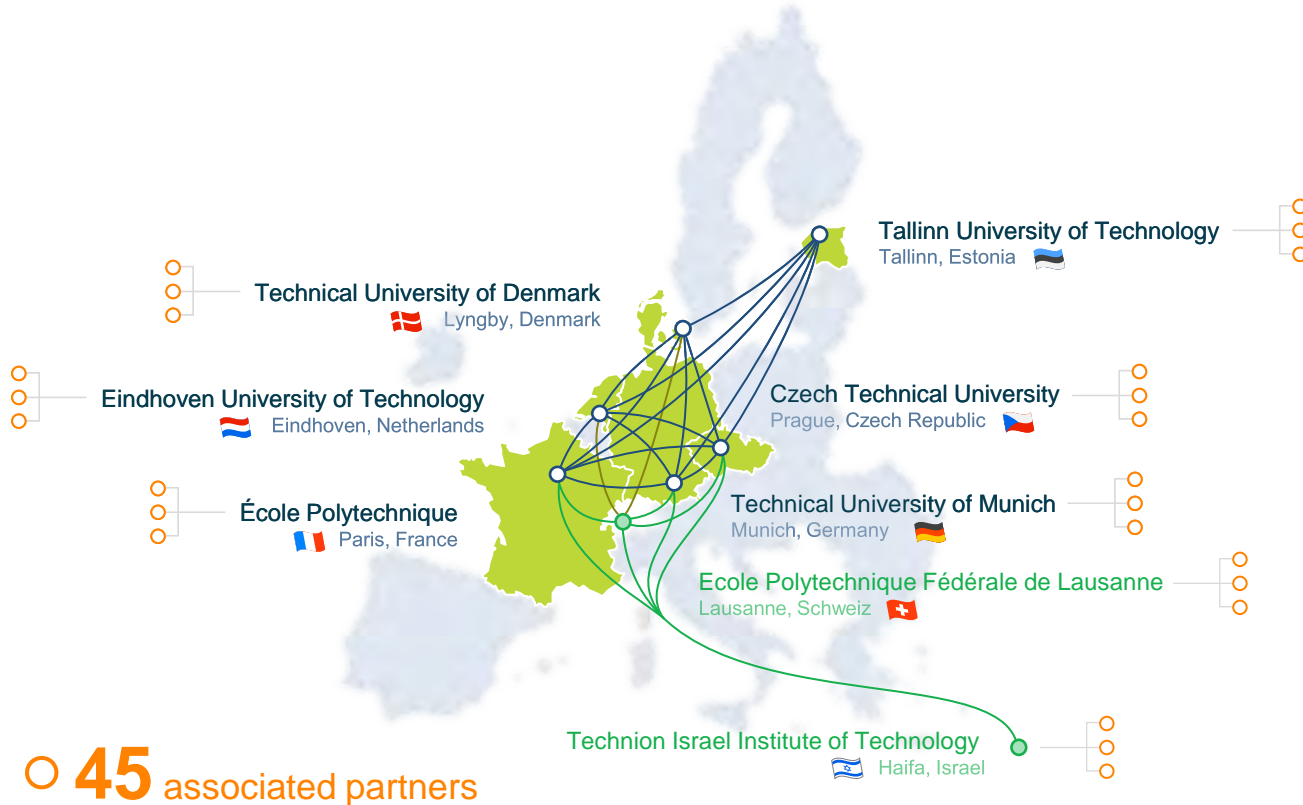 Tallinn University of Technology
Tallinn, Estonia
Technical University of Denmark
Lyngby, Denmark
Eindhoven University of Technology
Eindhoven, Netherlands
Czech Technical University
Prague, Czech Republic
École Polytechnique
Paris, France
Technical University of Munich
Munich, Germany
Ecole Polytechnique Fédérale de Lausanne
Lausanne, Schweiz
Technion Israel Institute of Technology
Haifa, Israel
45 associated partners